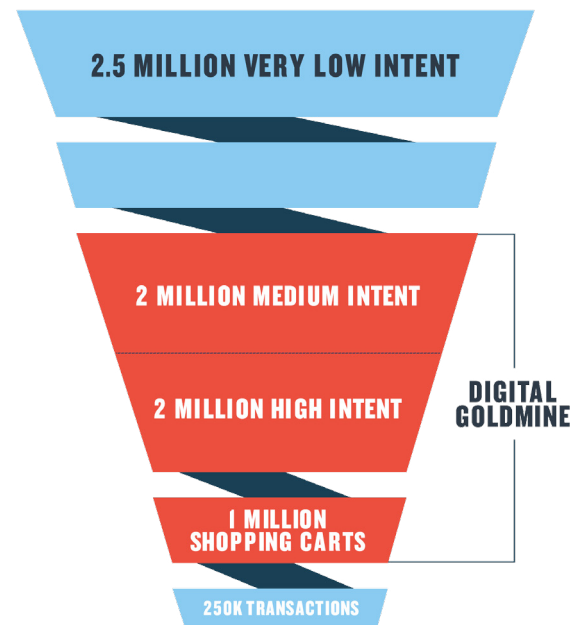 2.5 MILLION VERY LOW INTENT
2 MILLION MEDIUM INTENT
2 MILLION HIGH INTENT
DIGITAL
GOLDMINE
1 MILLION
SHOPPING CARTS
250K TRANSACTIONS